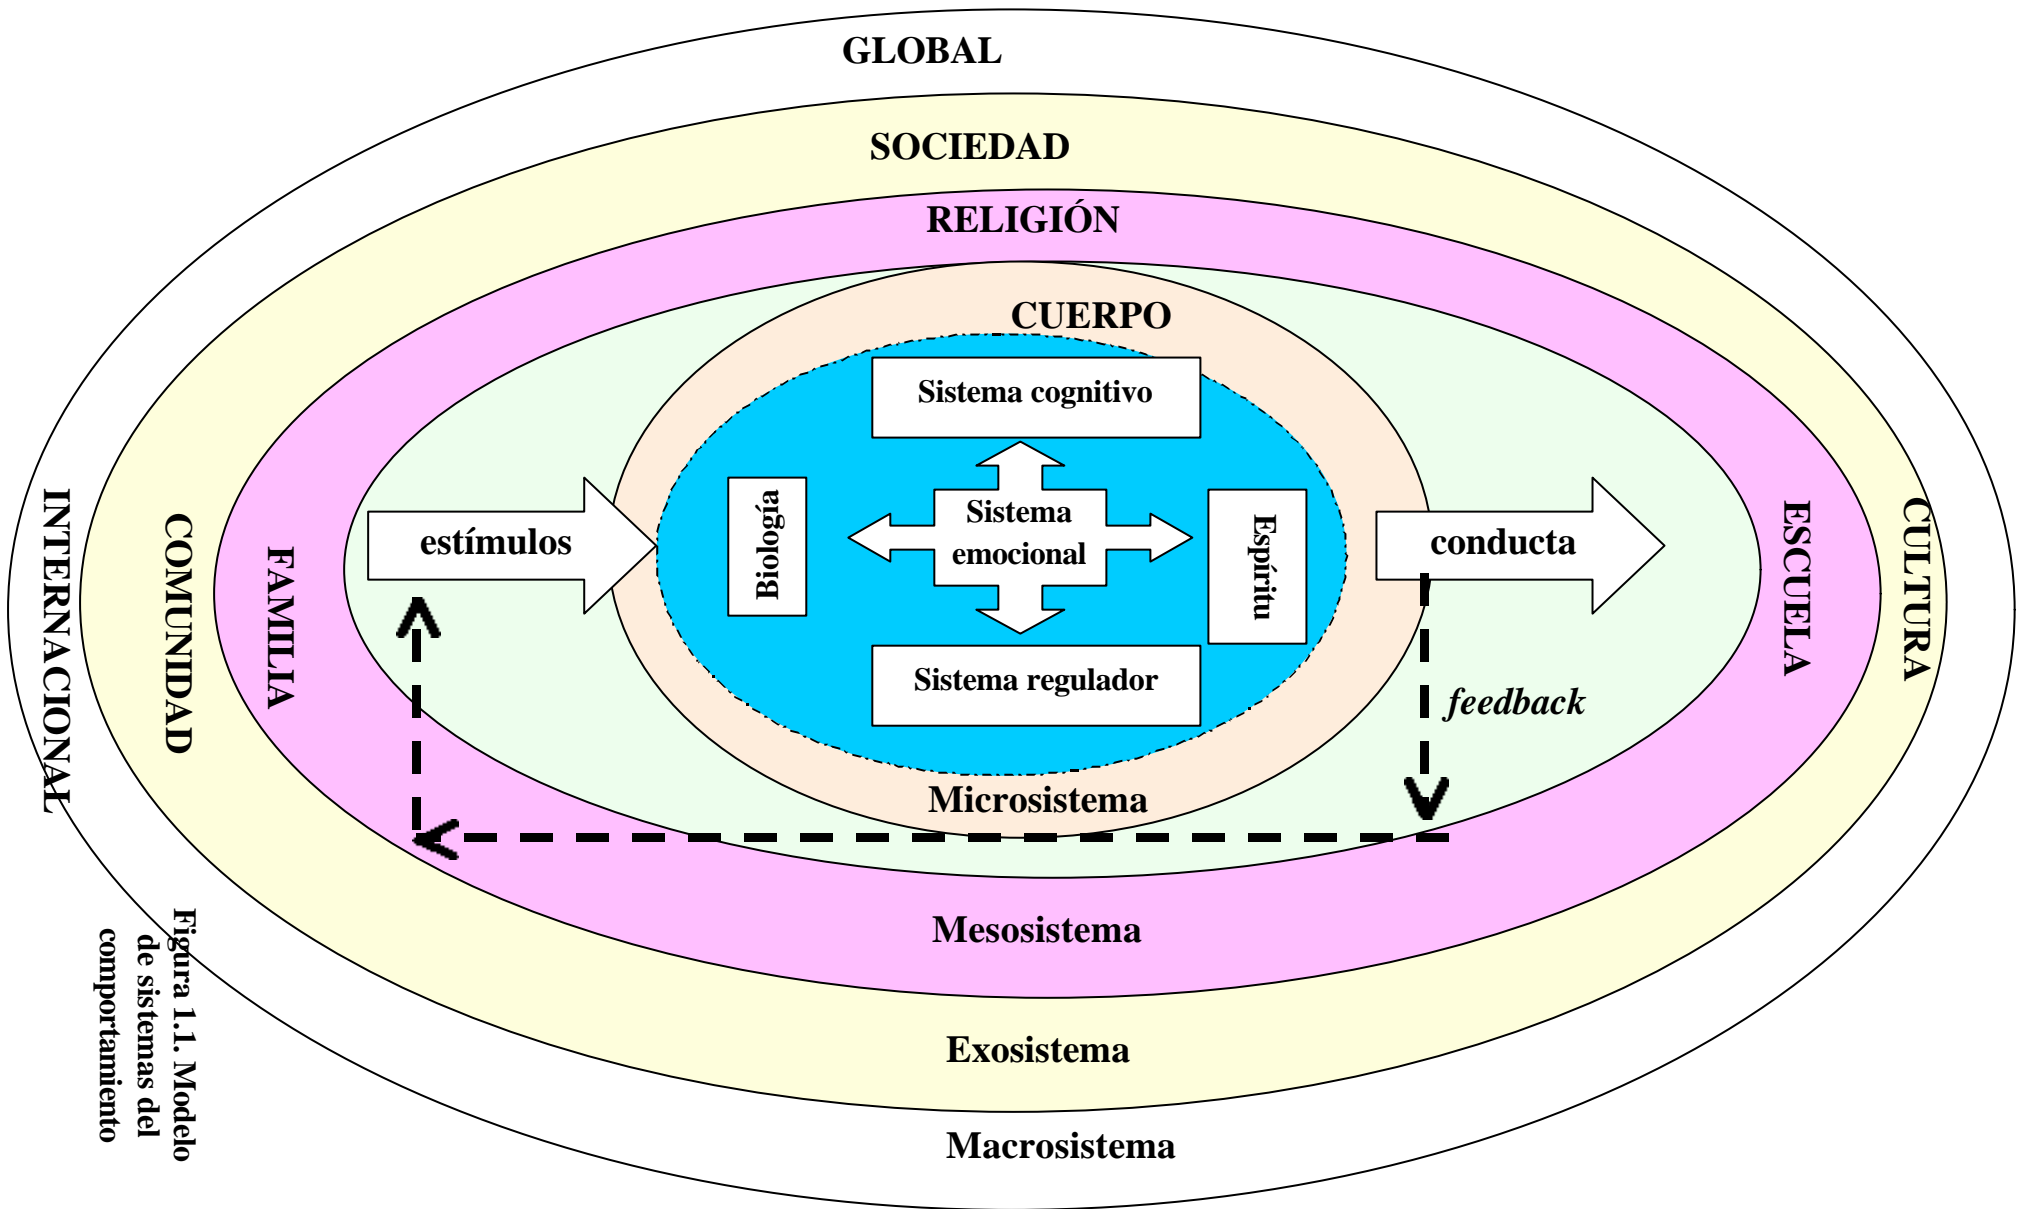 GLOBAL
SOCIEDAD
RELIGIÓN
CUERPO
Sistema cognitivo
INTERNACIONAL
COMUNIDAD
FAMILIA
estímulos
Biología
Sistema
emocional
Espíritu
conducta
ESCUELA
CULTURA
Sistema regulador
feedback
Microsistema
Mesosistema
Exosistema
Macrosistema
Figura 1.1. Modelo
de sistemas del
comportamiento